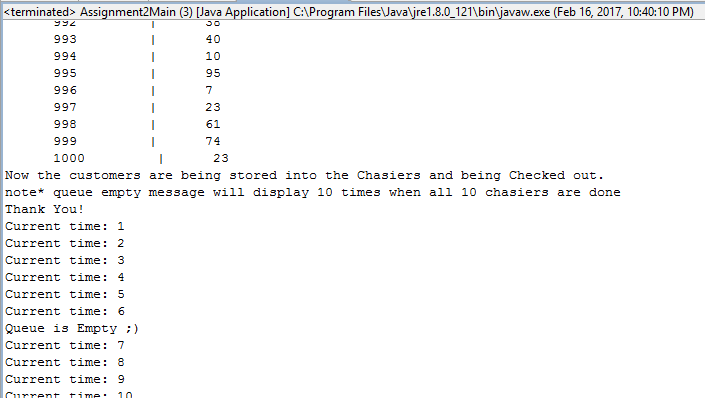 <terminated> Assignment2Main (3) [Java Application] C:\Program Files\Java\jre1.8.0_121\bin\javaw.exe (Feb 16, 2017, 10:40:10 PM)
992 | 38
993 | 40
994 | 10
995 | 95
996 | 7
997 | 23
998 | 61
999 | 74
1000 | 23
Now the customers are being stored into the Chasiers and being Checked out.
note* queue empty message will display 10 times when all 10 chasiers are done
Thank You!
Current time: 1
Current time: 2
Current time: 3
Current time: 4
Current time: 5
Current time: 6
Queue is Empty ;)
Current time: 7
Current time: 8
Current time: 9
Current time: 10